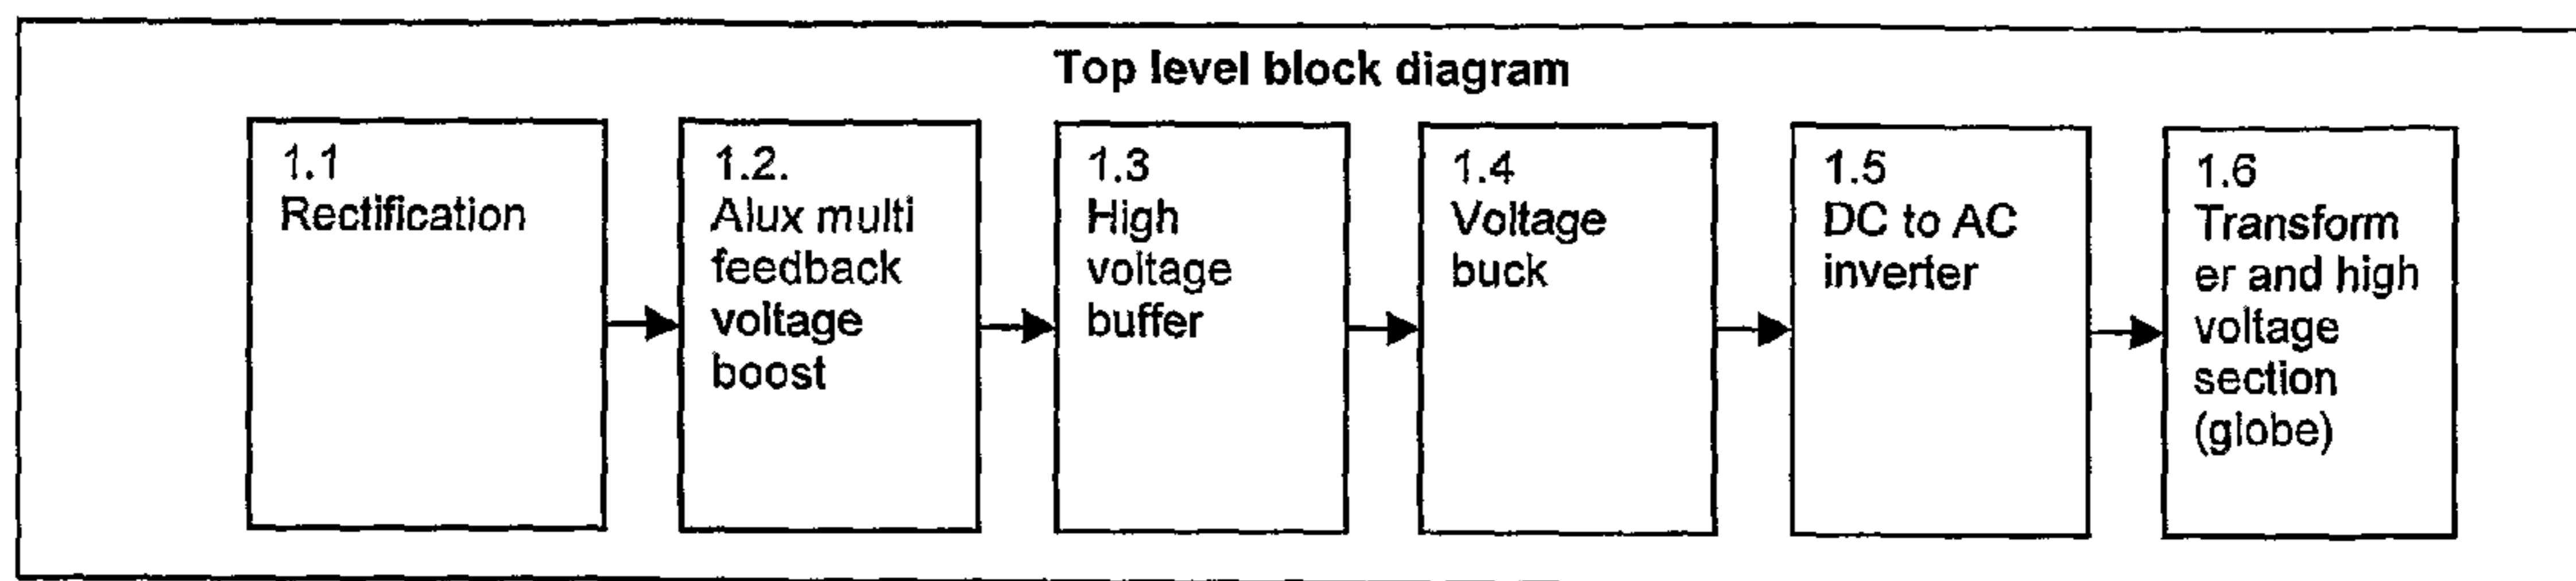 Top level block diagram
1.1
Rectification
1.2.
Alux multi
feedback
voltage
boost
1.3
High
voltage
buffer
1.4
Voltage
buck
1.5
DC to AC
inverter
1.6
Transform
er and high
voltage
section
(globe)